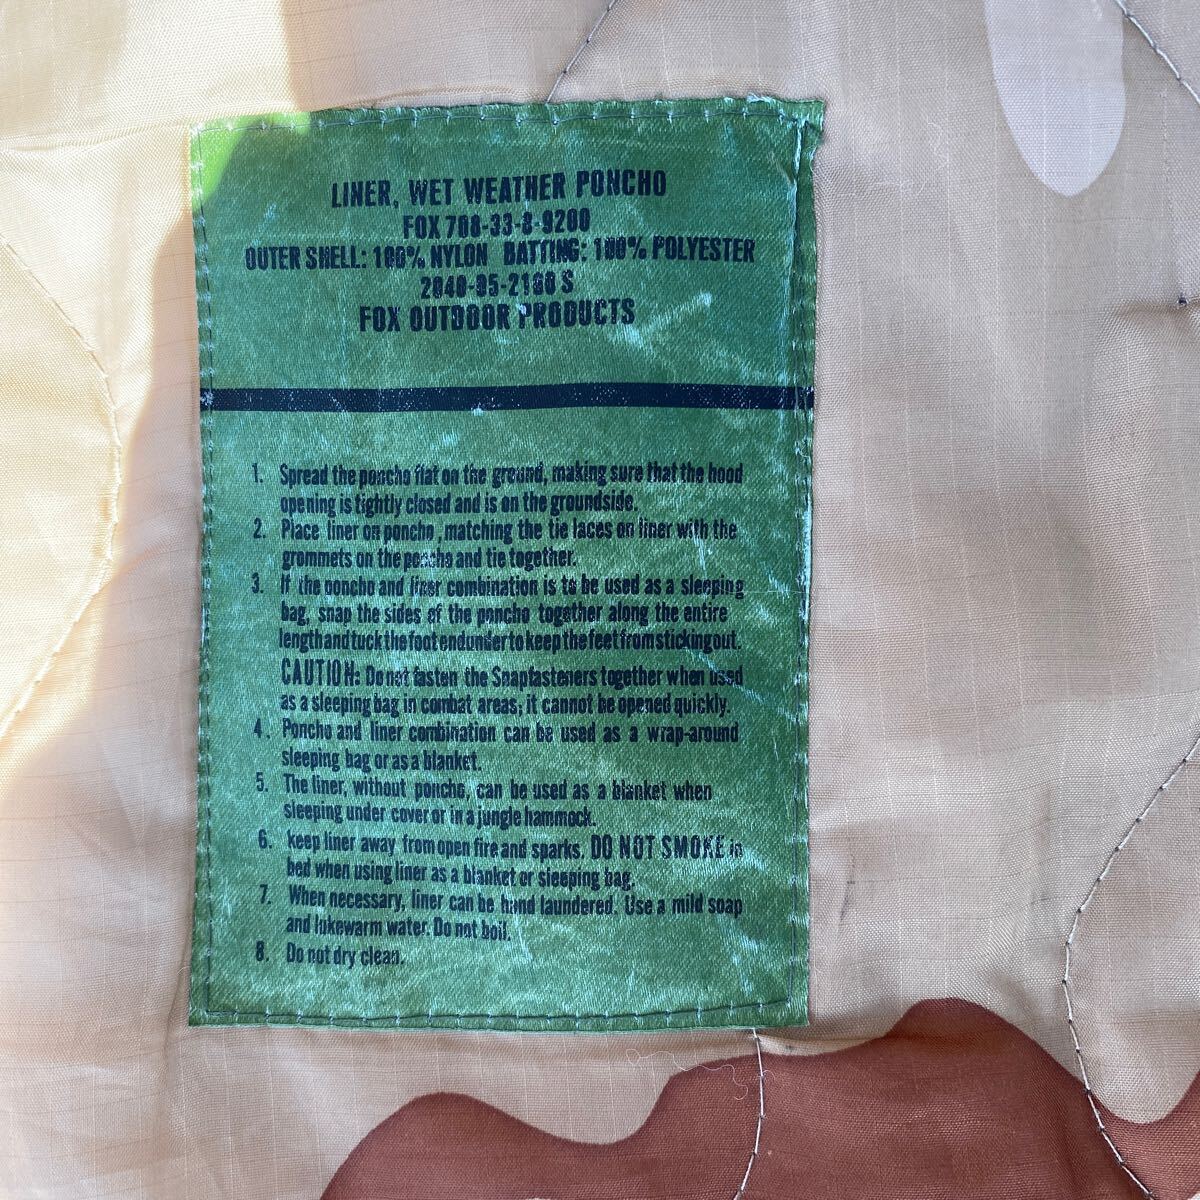 LINER, WET WEATHER PONCHO
FOX 708-33-8-9200
OUTER SHELL: 100% NYLON BATTING: 100% POLYESTER
2040-95-2100 S
FOX OUTDOOR PRODUCTS
1. Spread the poncho flat on the ground, making sure that the hood
opening is tightly closed and is on the groundside.
2. Place liner on poncho, matching the tie laces on liner with the
grommets on the poncho and tie together.
3. If the poncho and liner combination is to be used as a sleeping
bag, snap the sides of the poncho together along the entire
length and tuck the foot end under to keep the feet from sticking out.
CAUTION: Do not fasten the Snapfasteners together when used
as a sleeping bag in combat areas; it cannot be opened quickly.
4. Poncho and liner combination can be used as a wrap-around
sleeping bag or as a blanket.
5. The liner, without poncho, can be used as a blanket when
sleeping under cover or in a jungle hammock.
6. keep liner away from open fire and sparks. DO NOT SMOKE in
bed when using liner as a blanket or sleeping bag.
7. When necessary, liner can be hand laundered. Use a mild soap
and lukewarm water. Do not boil.
8. Do not dry clean.